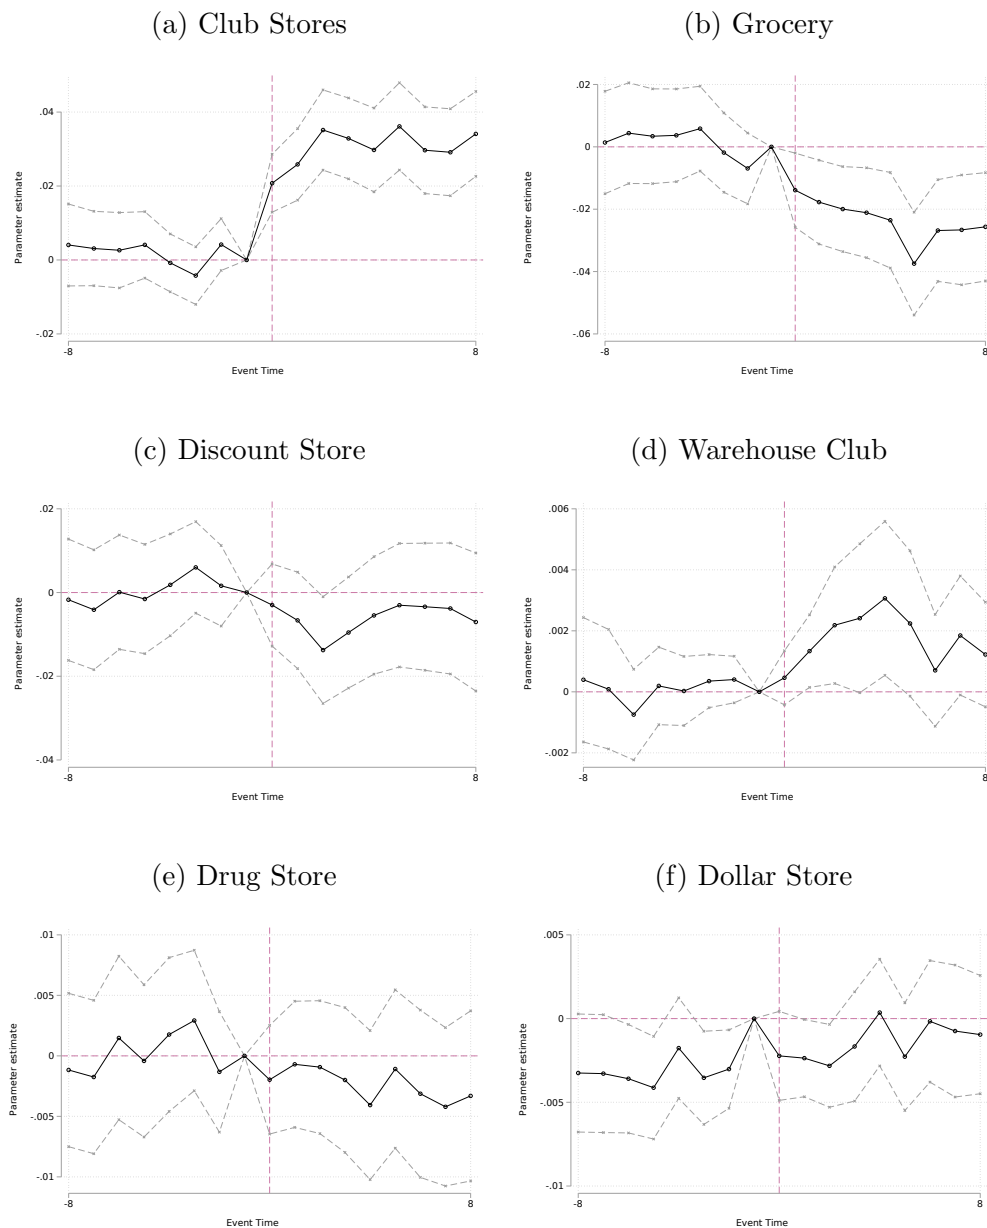 (a) Club Stores
.04
.02
0
-.02
Parameter estimate
-8
8
Event Time
(b) Grocery
.02
0
-.02
-.04
-.06
Parameter estimate
-8
8
Event Time
(c) Discount Store
.02
0
-.02
-.04
Parameter estimate
-8
8
Event Time
(d) Warehouse Club
.006
.004
.002
0
-.002
Parameter estimate
-8
8
Event Time
(e) Drug Store
.01
.005
0
-.005
-.01
Parameter estimate
-8
8
Event Time
(f) Dollar Store
.005
0
-.005
-.01
Parameter estimate
-8
8
Event Time